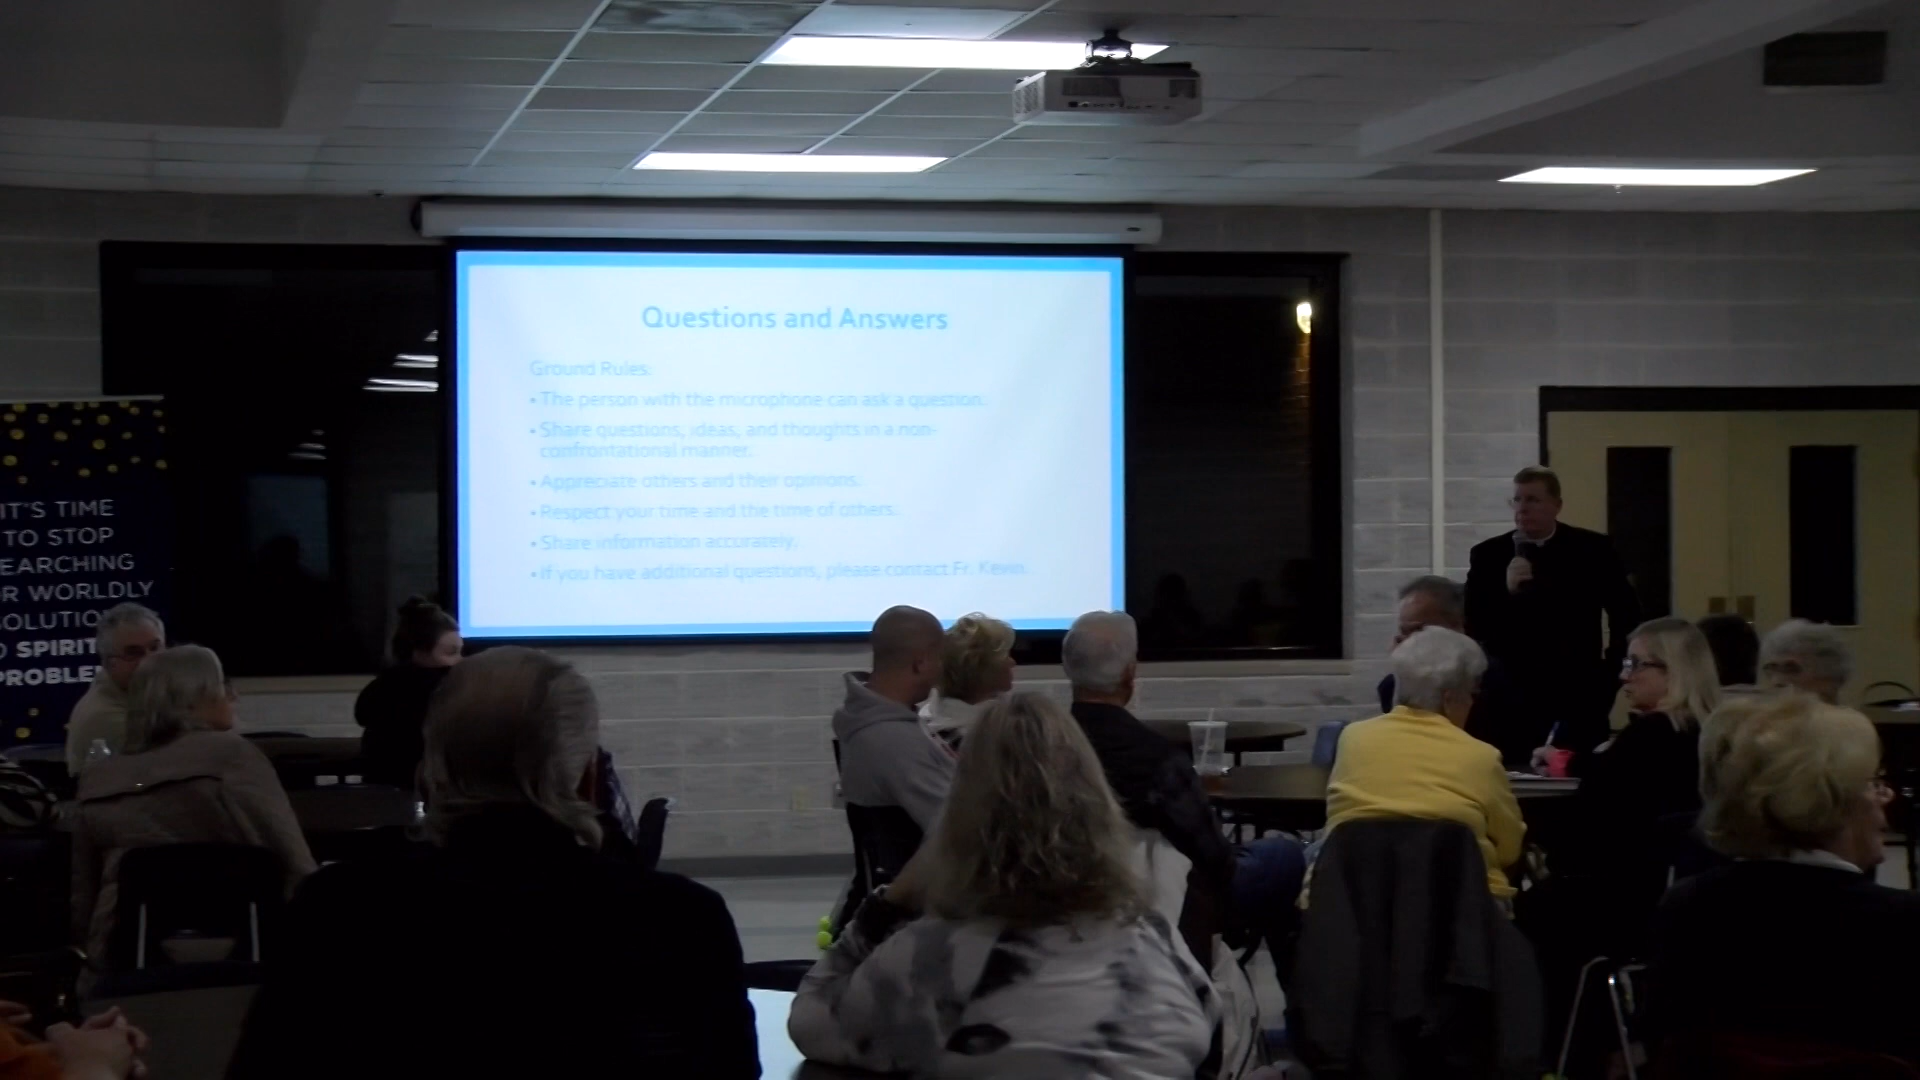 Questions and Answers
Ground Rules:
• The person with the microphone can ask a question.
• Share questions, ideas, and thoughts in a non-
confrontational manner.
• Appreciate others and their opinions.
• Respect your time and the time of others.
• Share information accurately.
• If you have additional questions, please contact Fr. Kevin.
IT'S TIME
TO STOP
EARCHING
R WORLDLY
SOLUTIO
SPIRIT
PROBLE